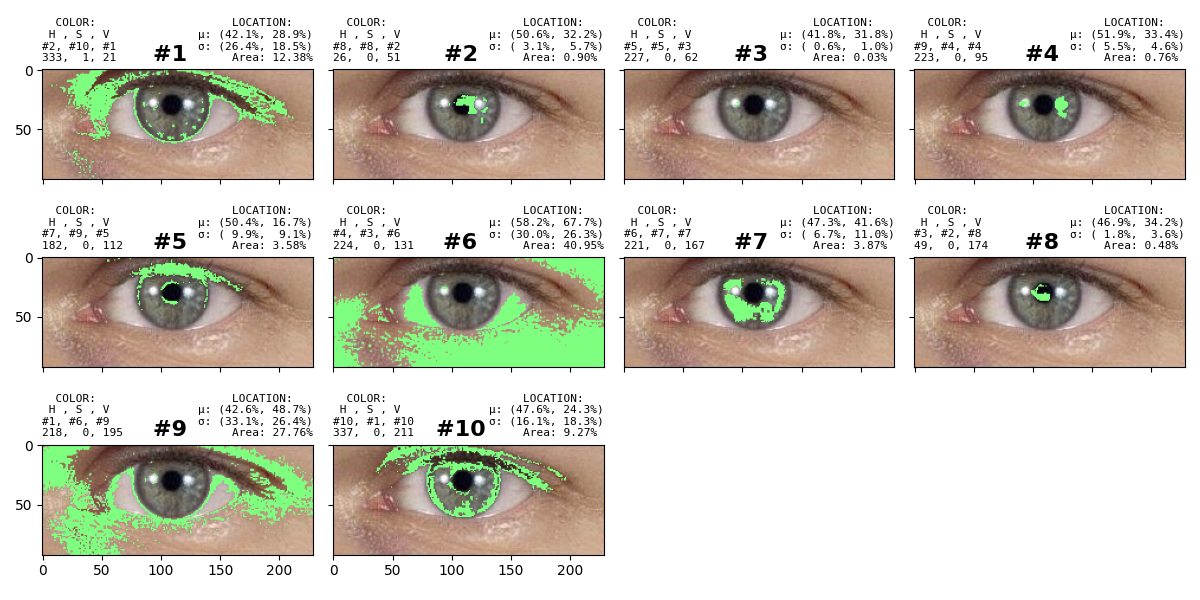 COLOR: LOCATION:
H , S , V μ: (42.1%, 28.9%)
#2, #10, #1 σ: (26.4%, 18.5%)
333, 1, 21 #1 Area: 12.38%
COLOR: LOCATION:
H , S , V μ: (50.6%, 32.2%)
#8, #8, #2 σ: ( 3.1%, 5.7%)
26, 0, 51 #2 Area: 0.90%
COLOR: LOCATION:
H , S , V μ: (41.8%, 31.8%)
#5, #5, #3 σ: ( 0.6%, 1.0%)
227, 0, 62 #3 Area: 0.03%
COLOR: LOCATION:
H , S , V μ: (51.9%, 33.4%)
#9, #4, #4 σ: ( 5.5%, 4.6%)
223, 0, 95 #4 Area: 0.76%
0
50
COLOR: LOCATION:
H , S , V μ: (50.4%, 16.7%)
#7, #9, #5 σ: ( 9.9%, 9.1%)
182, 0, 112 #5 Area: 3.58%
COLOR: LOCATION:
H , S , V μ: (58.2%, 67.7%)
#4, #3, #6 σ: (30.0%, 26.3%)
224, 0, 131 #6 Area: 40.95%
COLOR: LOCATION:
H , S , V μ: (47.3%, 41.6%)
#6, #7, #7 σ: ( 6.7%, 11.0%)
221, 0, 167 #7 Area: 3.87%
COLOR: LOCATION:
H , S , V μ: (46.9%, 34.2%)
#3, #2, #8 σ: ( 1.8%, 3.6%)
49, 0, 174 #8 Area: 0.48%
0
50
COLOR: LOCATION:
H , S , V μ: (42.6%, 48.7%)
#1, #6, #9 σ: (33.1%, 26.4%)
218, 0, 195 #9 Area: 27.76%
COLOR: LOCATION:
H , S , V μ: (47.6%, 24.3%)
#10, #1, #10 σ: (16.1%, 18.3%)
337, 0, 211 #10 Area: 9.27%
0
50
0 50 100 150 200
0 50 100 150 200